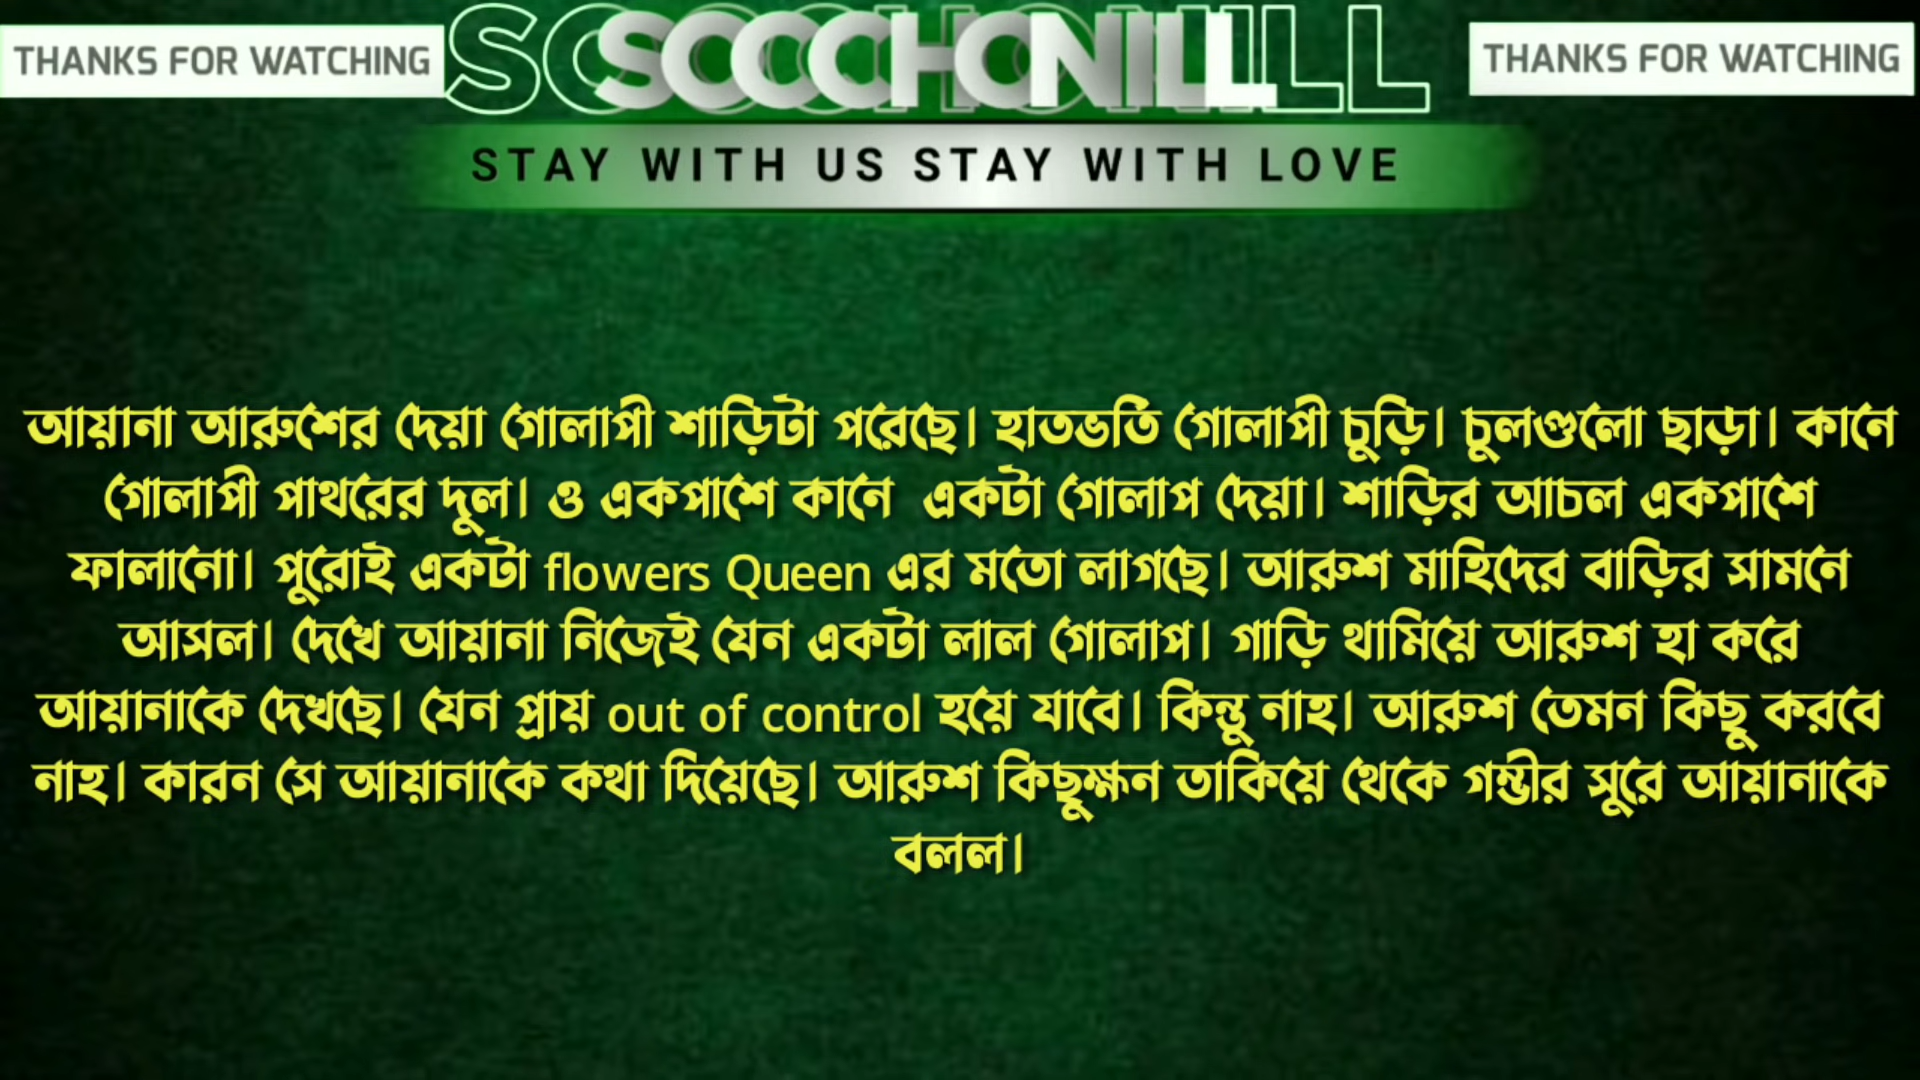 THANKS FOR WATCHING
THANKS FOR WATCHING
STAY WITH US STAY WITH LOVE
আয়ানা আরুশের দেয়া গোলাপী শাড়িটা পরেছে। হাতভর্তি গোলাপী চুড়ি। চুলগুলো ছাড়া। কানে
গোলাপী পাথরের দুল। ও একপাশে কানে একটা গোলাপ দেয়া। শাড়ির আচল একপাশে
ফালানো। পুরোই একটা flowers Queen এর মতো লাগছে। আরুশ মাহিদের বাড়ির সামনে
আসল। দেখে আয়ানা নিজেই যেন একটা লাল গোলাপ। গাড়ি থামিয়ে আরুশ হা করে
আয়ানাকে দেখছে। যেন প্রায় out of control হয়ে যাবে। কিন্তু নাহ। আরুশ তেমন কিছু করবে
নাহ। কারন সে আয়ানাকে কথা দিয়েছে। আরুশ কিছুক্ষন তাকিয়ে থেকে গম্ভীর সুরে আয়ানাকে
বলল।